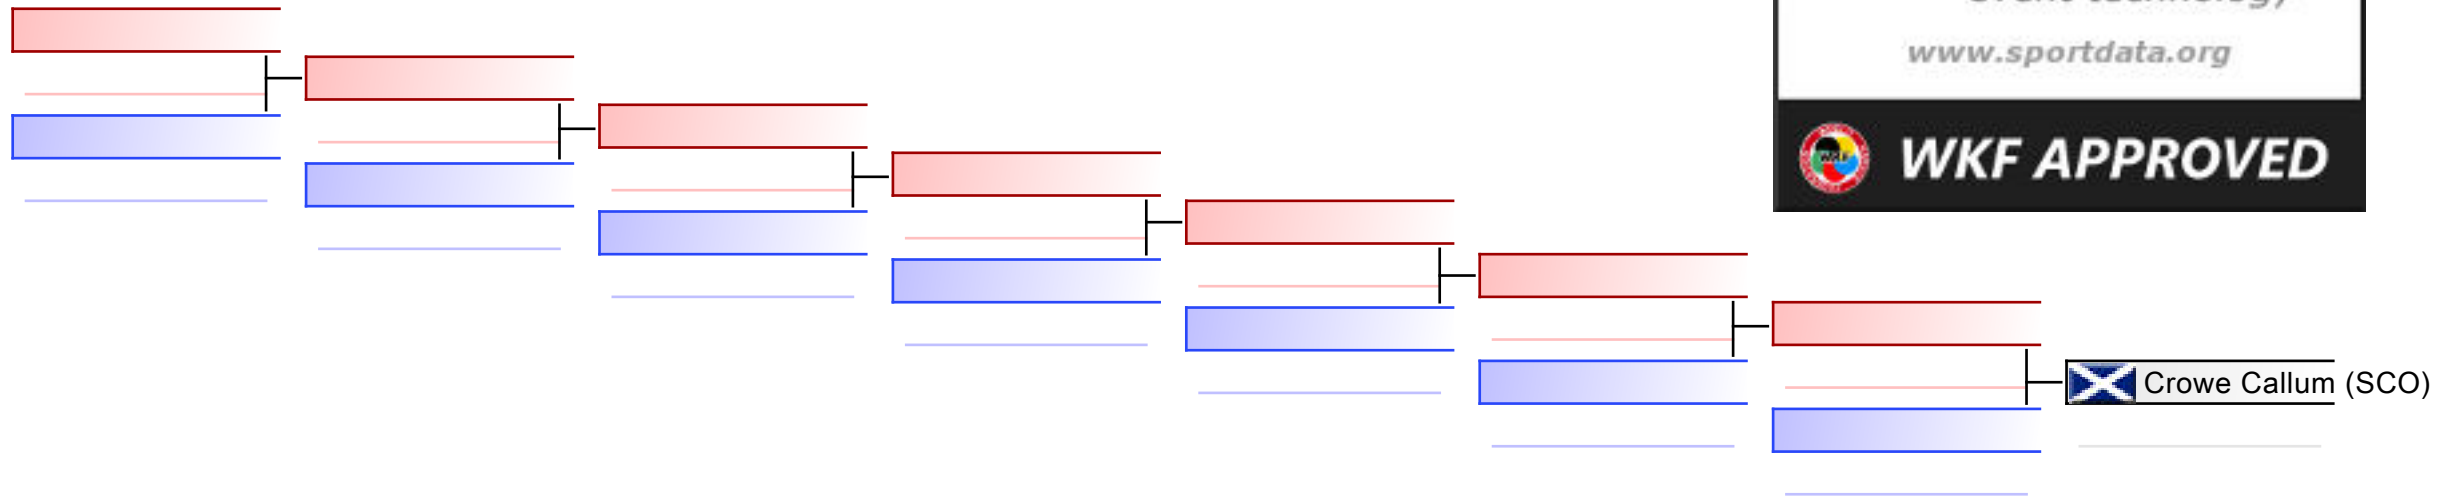 www.sportdata.org
WKF APPROVED
Crowe Callum (SCO)